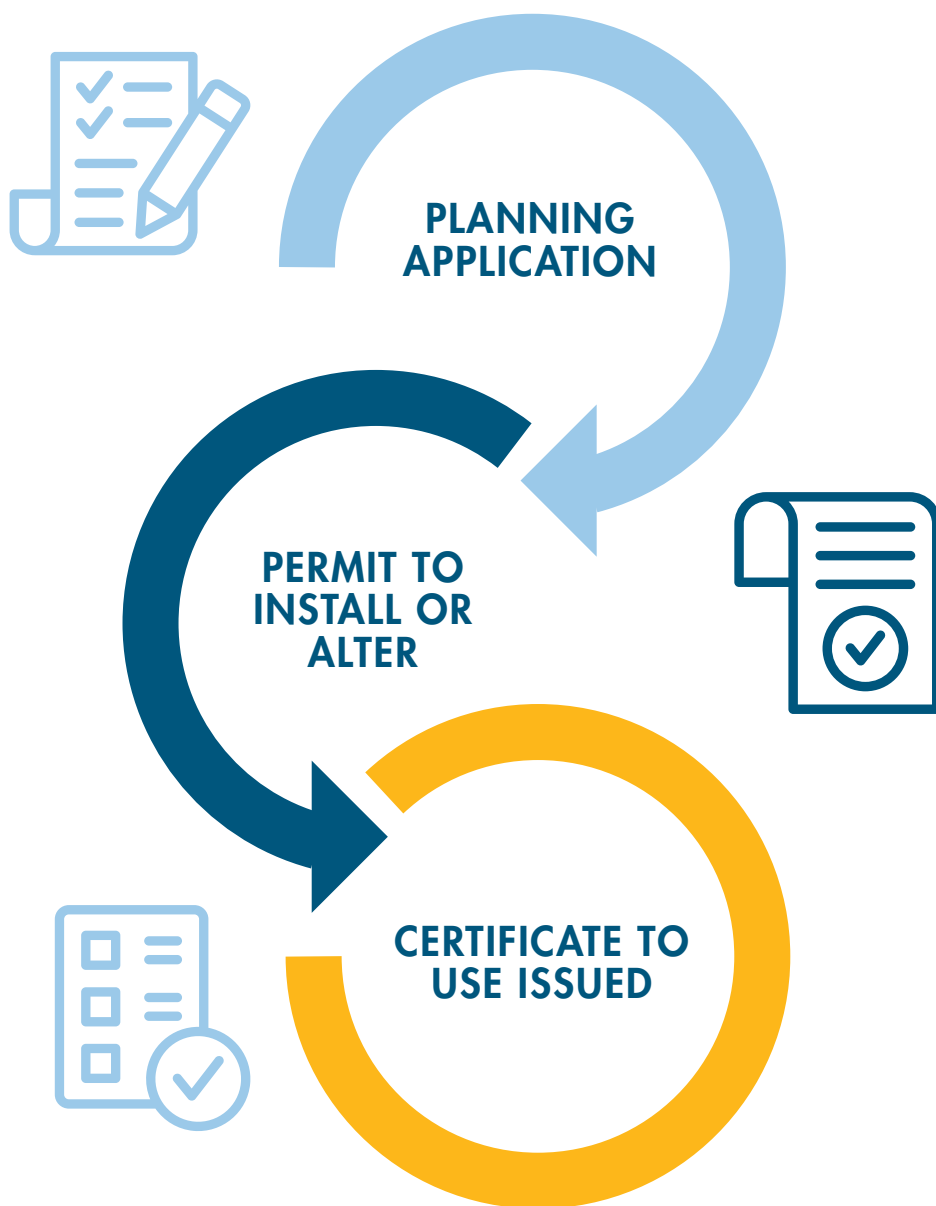 PLANNING
APPLICATION
PERMIT TO
INSTALL OR
ALTER
CERTIFICATE TO
USE ISSUED